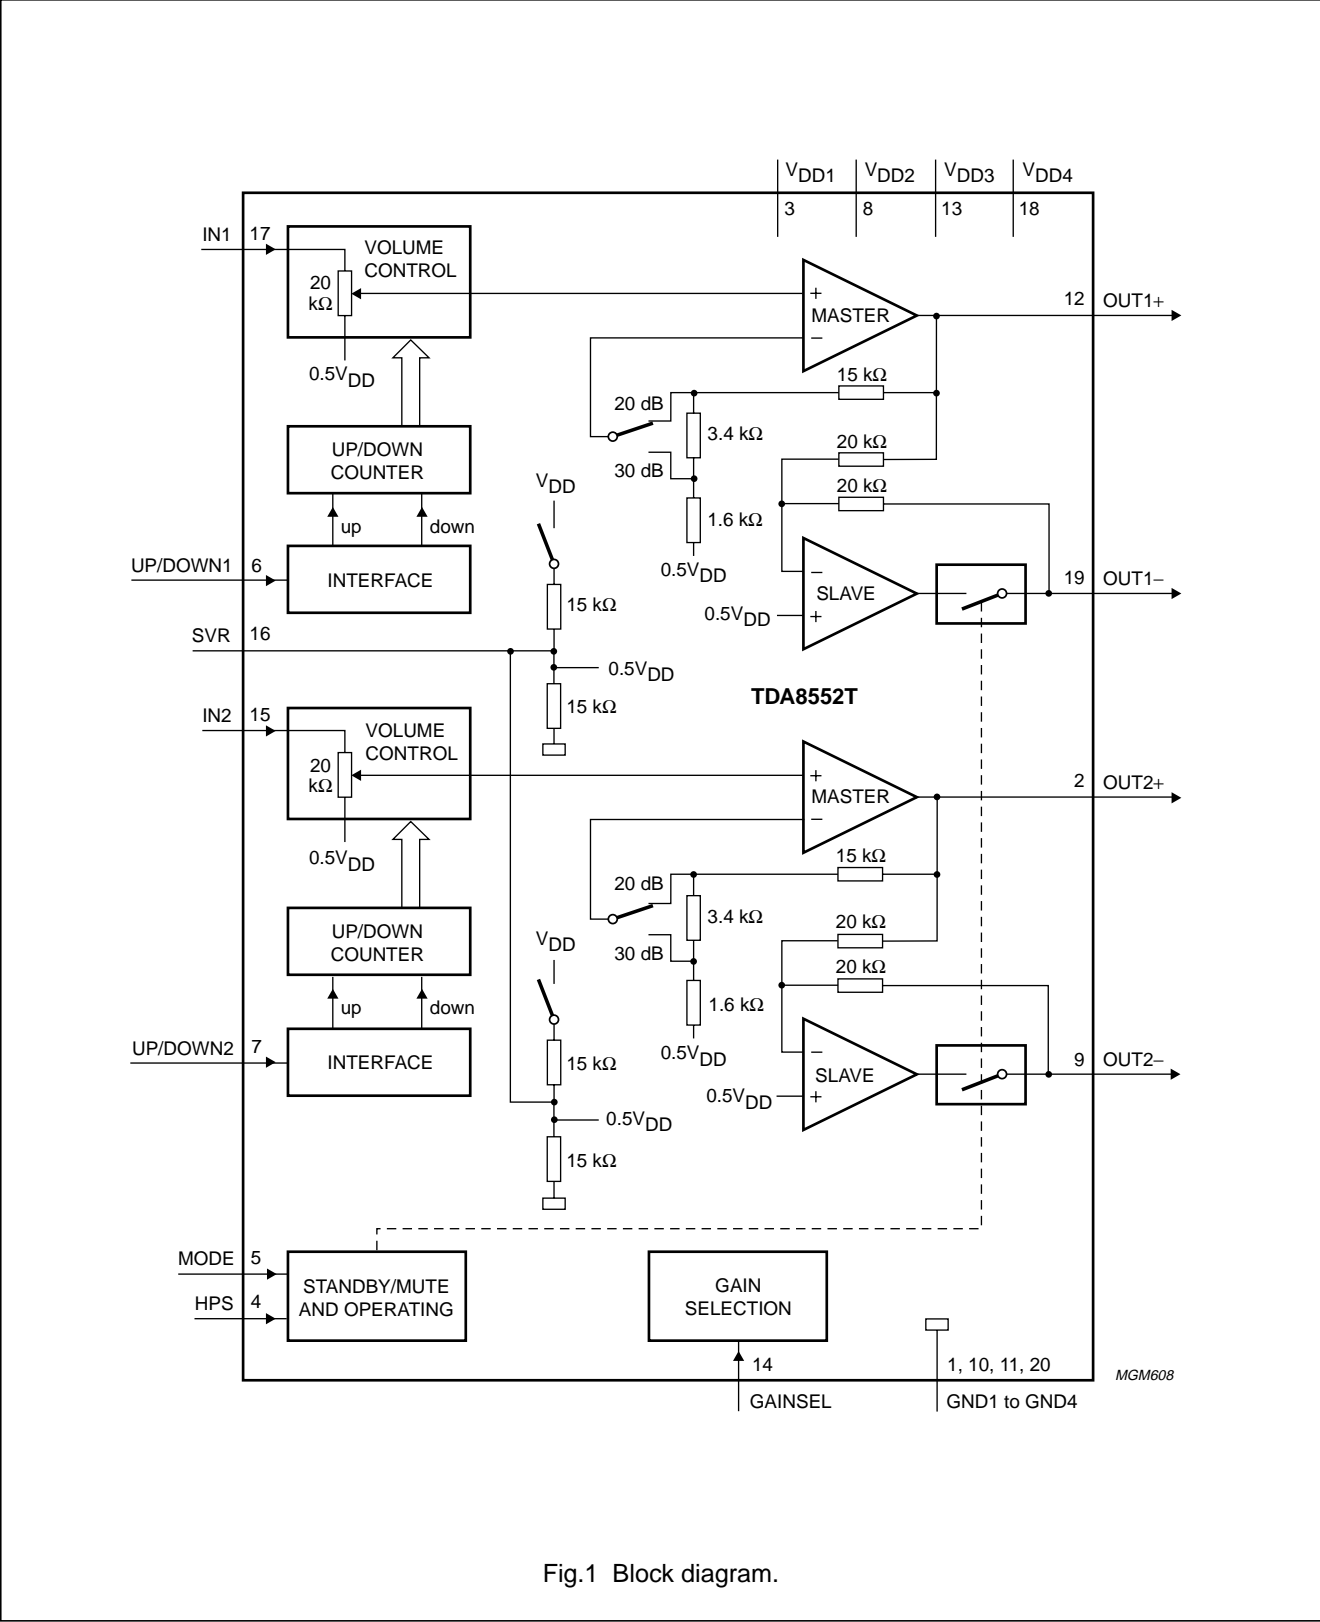 VDD1 VDD2 VDD3 VDD4
3 8 13 18
IN1 17
VOLUME
CONTROL
20
kΩ
0.5VDD
+
MASTER
−
12 OUT1+
15 kΩ
20 dB
3.4 kΩ
30 dB
1.6 kΩ
0.5VDD
20 kΩ
20 kΩ
UP/DOWN
COUNTER
up down
UP/DOWN1 6
INTERFACE
VDD
15 kΩ
−
SLAVE
+
0.5VDD
19 OUT1−
SVR 16
0.5VDD
15 kΩ
TDA8552T
IN2 15
VOLUME
CONTROL
20
kΩ
0.5VDD
+
MASTER
−
2 OUT2+
15 kΩ
20 dB
3.4 kΩ
30 dB
1.6 kΩ
0.5VDD
20 kΩ
20 kΩ
UP/DOWN
COUNTER
up down
UP/DOWN2 7
INTERFACE
VDD
15 kΩ
−
SLAVE
+
0.5VDD
9 OUT2−
0.5VDD
15 kΩ
MODE 5
HPS 4
STANDBY/MUTE
AND OPERATING
GAIN
SELECTION
14
GAINSEL
1, 10, 11, 20
GND1 to GND4
MGM608
Fig.1 Block diagram.